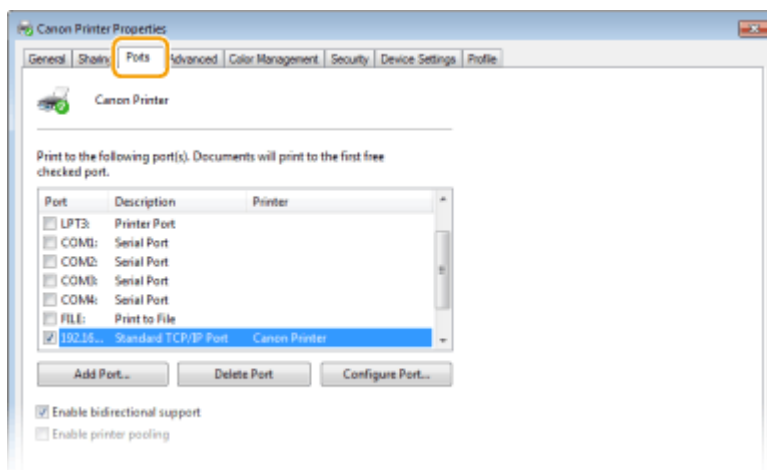 Canon Printer Properties
General Sharing Ports Advanced Color Management Security Device Settings Profile
Canon Printer
Print to the following port(s). Documents will print to the first free
checked port.
Port Description Printer
LPT3: Printer Port
COM1: Serial Port
COM2: Serial Port
COM3: Serial Port
COM4: Serial Port
FILE: Print to File
192.16... Standard TCP/IP Port Canon Printer
Add Port... Delete Port Configure Port...
Enable bidirectional support
Enable printer pooling